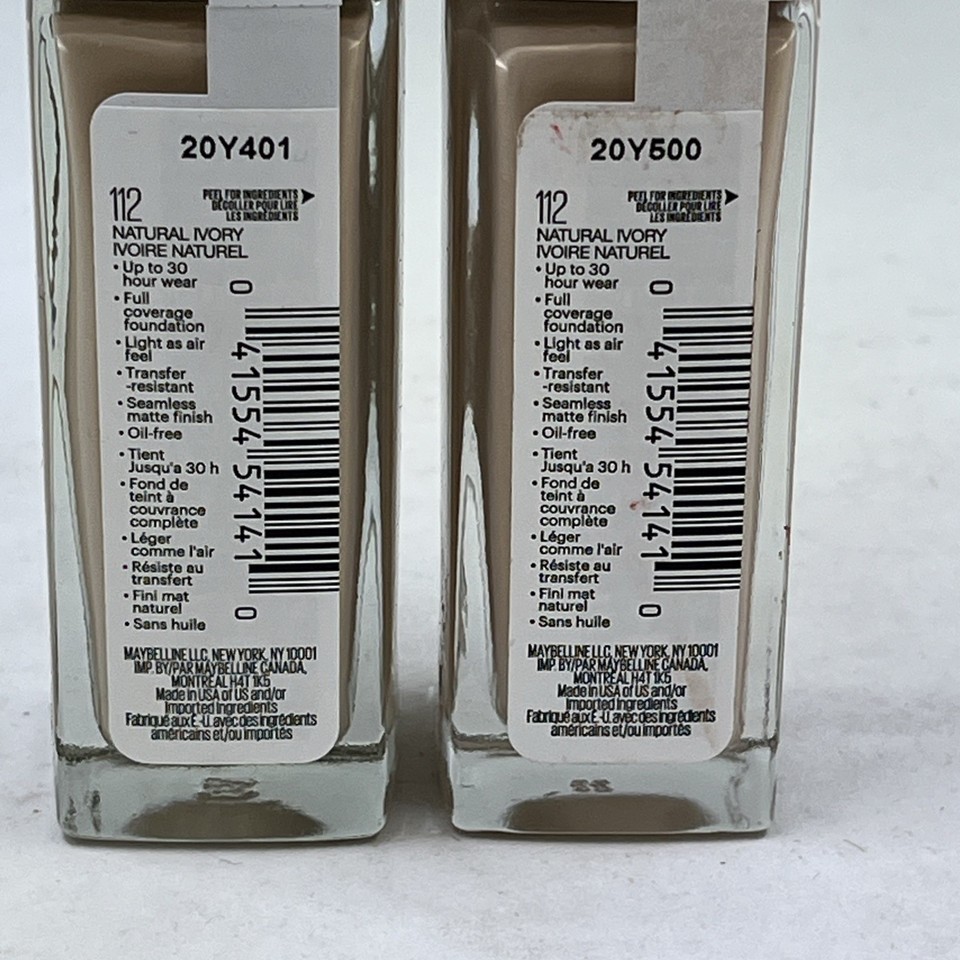 20Y401
112
PEEL FOR INGREDIENTS
DÉCOLLER POUR LIRE
LES INGRÉDIENTS
NATURAL IVORY
IVOIRE NATUREL
• Up to 30
hour wear
• Full
coverage
foundation
• Light as air
feel
• Transfer
-resistant
• Seamless
matte finish
• Oil-free
• Tient
Jusqu'a 30 h
• Fond de
teint à
couvrance
complète
• Léger
comme l'air
• Résiste au
transfert
• Fini mat
naturel
• Sans huile
0 41554 54141 0
MAYBELLINE LLC, NEW YORK, NY 10001
IMP. BY/PAR MAYBELLINE CANADA,
MONTRÉAL H4T 1K5
Made in USA of US and/or
Imported Ingredients
Fabriqué aux É.-U. avec des ingrédients
américains et/ou importés
20Y500
112
PEEL FOR INGREDIENTS
DÉCOLLER POUR LIRE
LES INGRÉDIENTS
NATURAL IVORY
IVOIRE NATUREL
• Up to 30
hour wear
• Full
coverage
foundation
• Light as air
feel
• Transfer
-resistant
• Seamless
matte finish
• Oil-free
• Tient
Jusqu'a 30 h
• Fond de
teint à
couvrance
complète
• Léger
comme l'air
• Résiste au
transfert
• Fini mat
naturel
• Sans huile
0 41554 54141 0
MAYBELLINE LLC, NEW YORK, NY 10001
IMP. BY/PAR MAYBELLINE CANADA,
MONTRÉAL H4T 1K5
Made in USA of US and/or
Imported Ingredients
Fabriqué aux É.-U. avec des ingrédients
américains et/ou importés